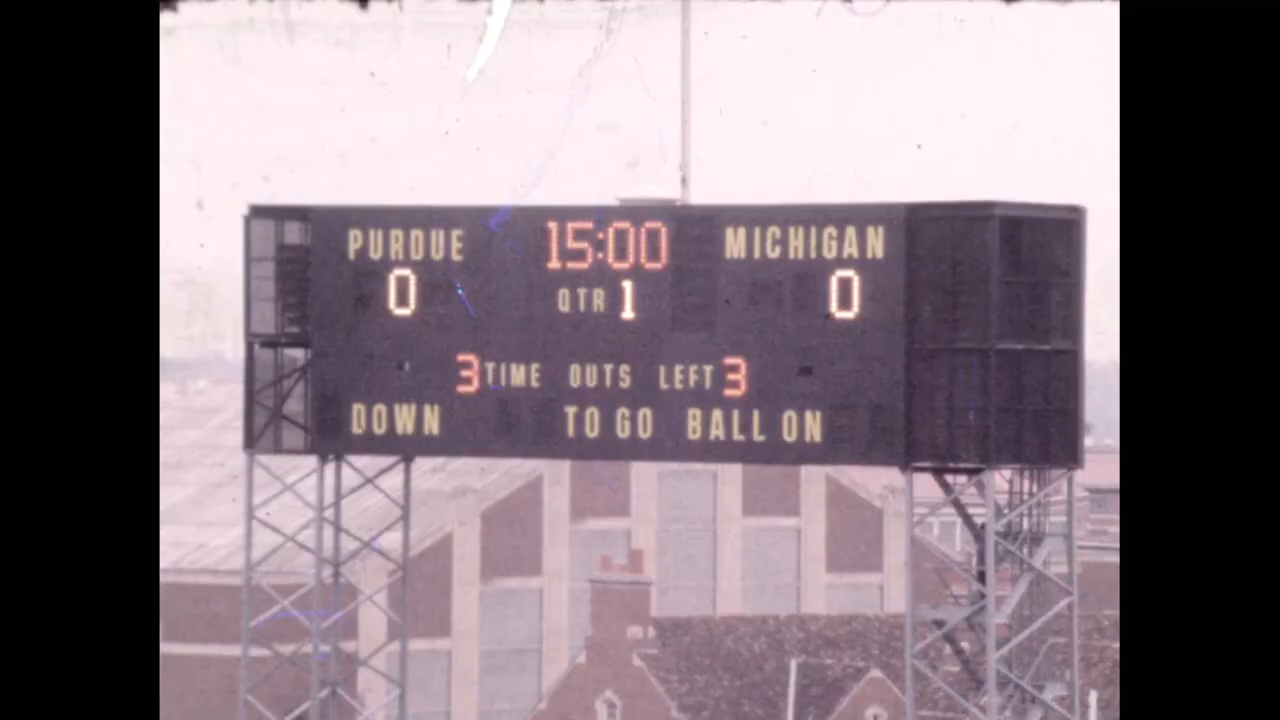 PURDUE 15:00 MICHIGAN
0 QTR 1 0
3 TIME OUTS LEFT 3
DOWN TO GO BALL ON